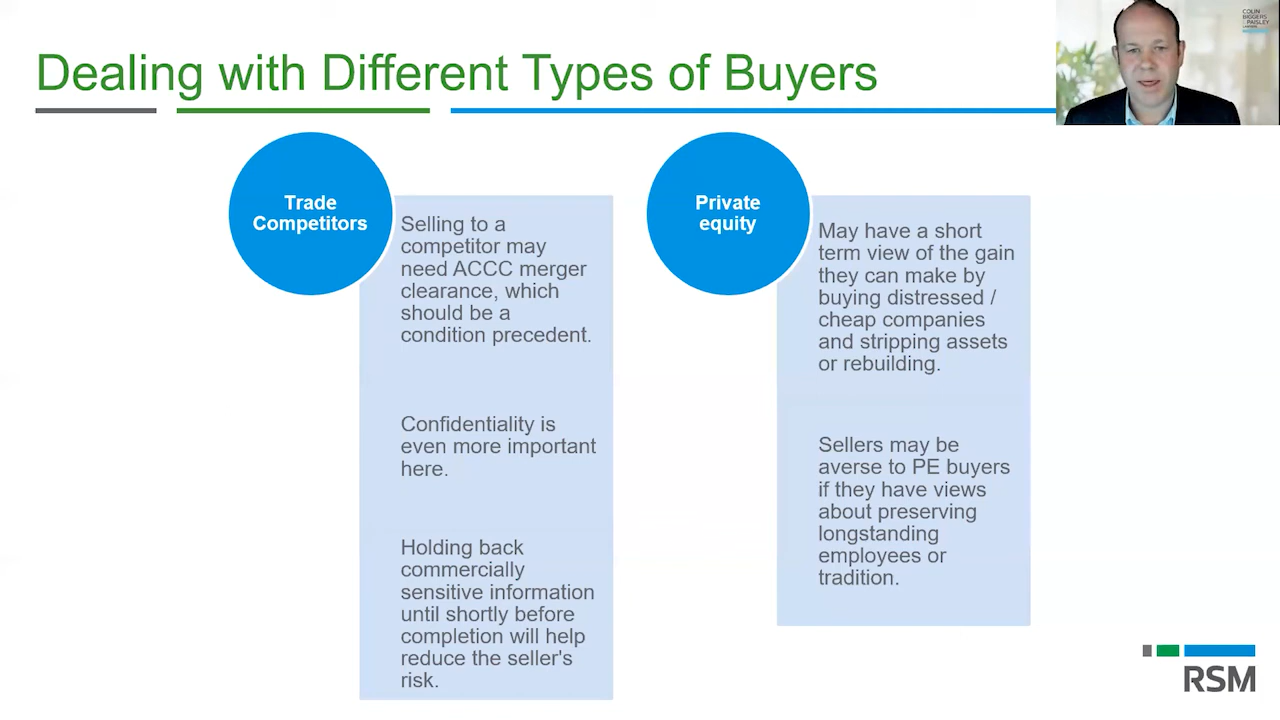 Dealing with Different Types of Buyers
COLIN
BIGGERS
PAISLEY
Trade
Competitors
Selling to a
competitor may
need ACCC merger
clearance, which
should be a
condition precedent.
Confidentiality is
even more important
here.
Holding back
commercially
sensitive information
until shortly before
completion will help
reduce the seller's
risk.
Private
equity
May have a short
term view of the gain
they can make by
buying distressed /
cheap companies
and stripping assets
or rebuilding.
Sellers may be
averse to PE buyers
if they have views
about preserving
longstanding
employees or
tradition.
RSM